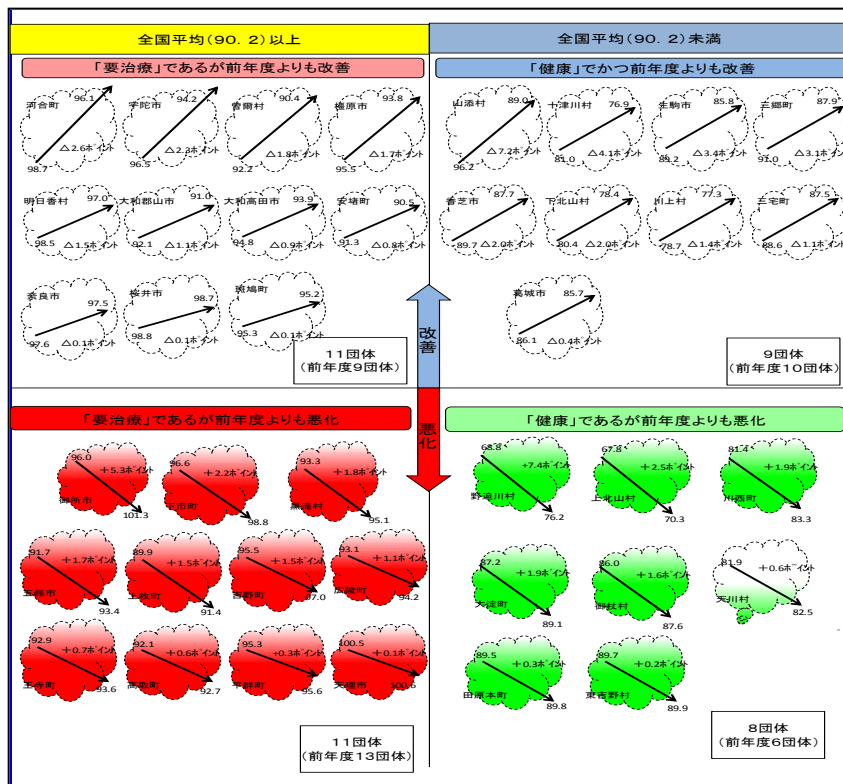 全国平均(90.2)以上
全国平均(90.2)未満
「要治療」であるが前年度よりも改善
「健康」でかつ前年度よりも改善
河合町 96.1 98.7 △2.6ポイント
宇陀市 94.2 96.5 △2.3ポイント
曽爾村 90.4 92.2 △1.8ポイント
橿原市 93.8 95.5 △1.7ポイント
山添村 89.0 96.2 △7.2ポイント
十津川村 76.9 81.0 △4.1ポイント
生駒市 85.8 89.2 △3.4ポイント
三郷町 87.9 91.0 △3.1ポイント
明日香村 97.0 98.5 △1.5ポイント
大和郡山市 91.0 92.1 △1.1ポイント
大和高田市 93.9 94.8 △0.9ポイント
安堵町 90.5 91.3 △0.8ポイント
香芝市 87.7 89.7 △2.0ポイント
下北山村 78.4 80.4 △2.0ポイント
川上村 77.3 78.7 △1.4ポイント
三宅町 87.5 88.6 △1.1ポイント
奈良市 97.5 97.6 △0.1ポイント
桜井市 98.7 98.8 △0.1ポイント
斑鳩町 95.2 95.3 △0.1ポイント
葛城市 85.7 86.1 △0.4ポイント
改善
11団体
(前年度9団体)
9団体
(前年度10団体)
悪化
「要治療」であるが前年度よりも悪化
「健康」であるが前年度よりも悪化
96.0 +5.3ポイント 御所市 101.3
96.6 +2.2ポイント 下市町 98.8
93.3 +1.8ポイント 黒滝村 95.1
68.8 +7.4ポイント 野迫川村 76.2
67.8 +2.5ポイント 上北山村 70.3
81.4 +1.9ポイント 川西町 83.3
91.7 +1.7ポイント 五條市 93.4
89.9 +1.5ポイント 上牧町 91.4
95.5 +1.5ポイント 吉野町 97.0
93.1 +1.1ポイント 広陵町 94.2
87.2 +1.9ポイント 大淀町 89.1
86.0 +1.6ポイント 御杖村 87.6
81.9 +0.6ポイント 天川村 82.5
92.9 +0.7ポイント 王寺町 93.6
92.1 +0.6ポイント 高取町 92.7
95.3 +0.3ポイント 平群町 95.6
100.5 +0.1ポイント 天理市 100.6
89.5 +0.3ポイント 田原本町 89.8
89.7 +0.2ポイント 東吉野村 89.9
11団体
(前年度13団体)
8団体
(前年度6団体)